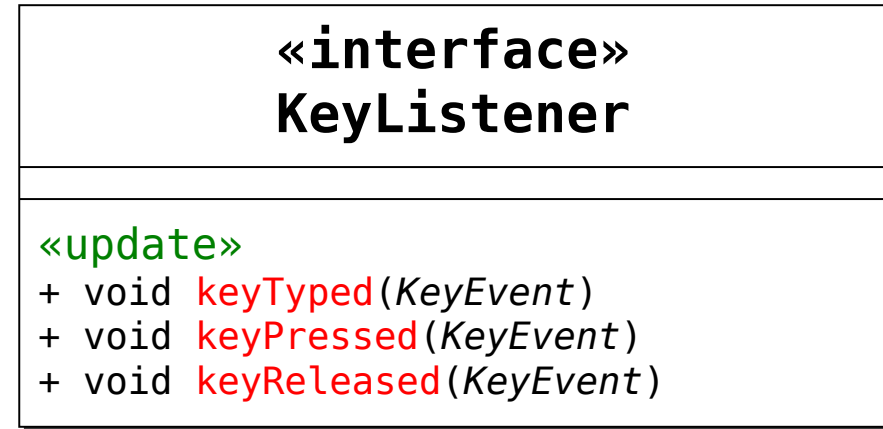 «interface»
KeyListener
«update»
+ void keyTyped(KeyEvent)
+ void keyPressed(KeyEvent)
+ void keyReleased(KeyEvent)